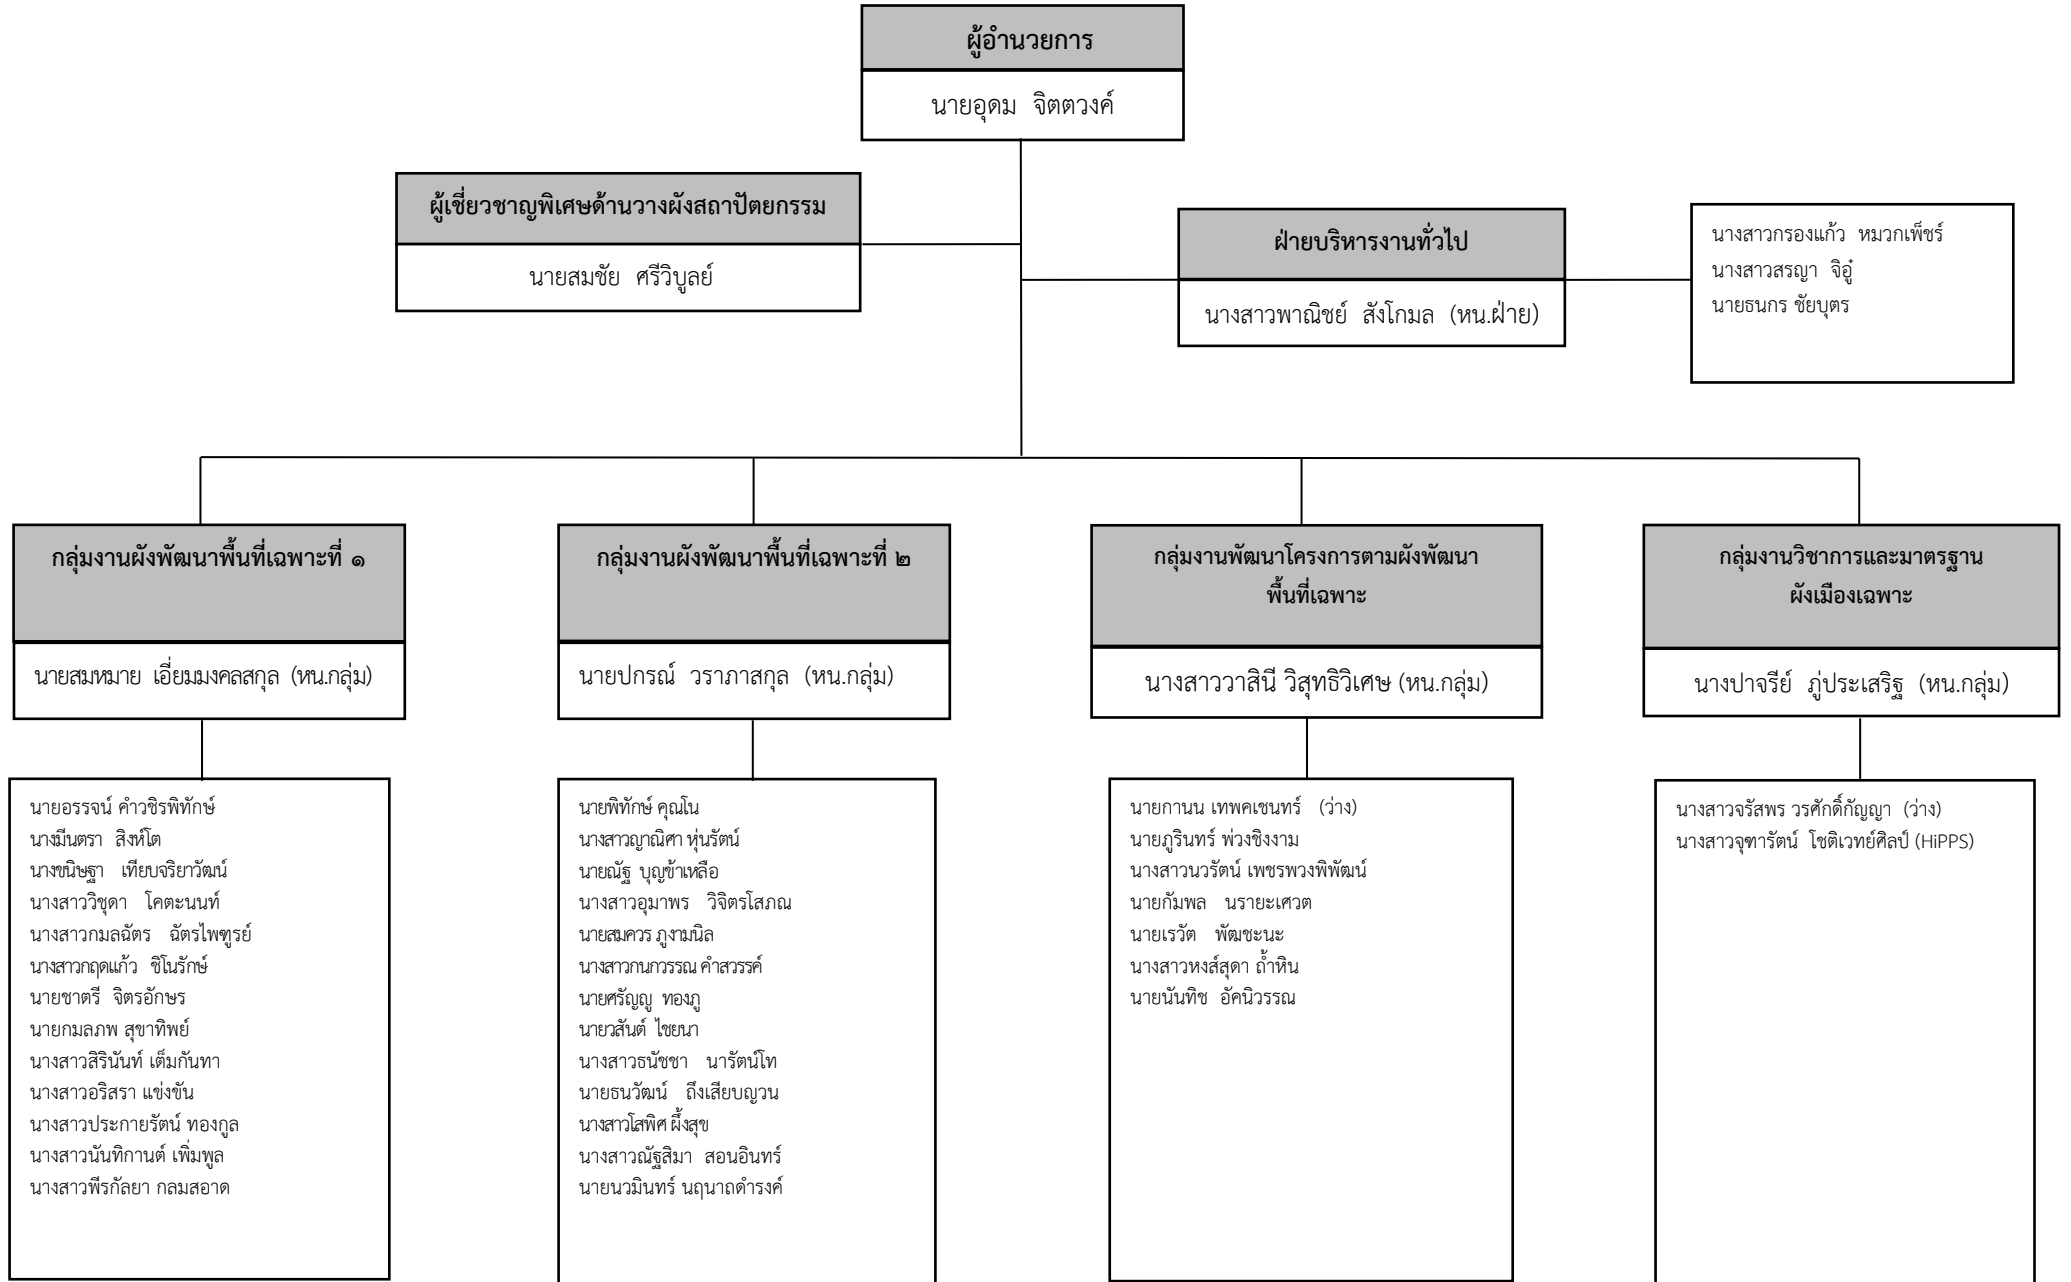 ผู้อำนวยการ
นายอุดม จิตตวงค์
ผู้เชี่ยวชาญพิเศษด้านวางผังสถาปัตยกรรม
นายสมชัย ศรีวิบูลย์
ฝ่ายบริหารงานทั่วไป
นางสาวพาณิชย์ สังโกมล (หน.ฝ่าย)
นางสาวกรองแก้ว หมวกเพ็ชร์
นางสาวสรญา จิอู๋
นายธนกร ชัยบุตร
กลุ่มงานผังพัฒนาพื้นที่เฉพาะที่ ๑
นายสมหมาย เอี่ยมมงคลสกุล (หน.กลุ่ม)
นายอรรจน์ คำวชิรพิทักษ์
นางมีนตรา สิงห์โต
นางขนิษฐา เทียบจริยาวัฒน์
นางสาววิชุดา โคตะนนท์
นางสาวกมลฉัตร ฉัตรไพฑูรย์
นางสาวกฤดแก้ว ชิโนรักษ์
นายชาตรี จิตรอักษร
นายกมลภพ สุขาทิพย์
นางสาวสิรินันท์ เต็มกันทา
นางสาวอริสรา แข่งขัน
นางสาวประกายรัตน์ ทองกูล
นางสาวนันทิกานต์ เพิ่มพูล
นางสาวพีรกัลยา กลมสอาด
กลุ่มงานผังพัฒนาพื้นที่เฉพาะที่ ๒
นายปกรณ์ วราภาสกุล (หน.กลุ่ม)
นายพิทักษ์ คุณโน
นางสาวญาณิศา หุ่นรัตน์
นายณัฐ บุญข้าเหลือ
นางสาวอุมาพร วิจิตรโสภณ
นายสมควร ภูงามนิล
นางสาวกนกวรรณ คำสวรรค์
นายศรัญญู ทองภู
นายวสันต์ ไชยนา
นางสาวธนัชชา นารัตน์โท
นายธนวัฒน์ ถึงเสียบญวน
นางสาวโสพิศ ผึ้งสุข
นางสาวณัฐสิมา สอนอินทร์
นายนวมินทร์ นฤนาถดำรงค์
กลุ่มงานพัฒนาโครงการตามผังพัฒนา
พื้นที่เฉพาะ
นางสาววาสินี วิสุทธิวิเศษ (หน.กลุ่ม)
นายกานน เทพคเชนทร์ (ว่าง)
นายภูรินทร์ พ่วงชิงงาม
นางสาวนวรัตน์ เพชรพวงพิพัฒน์
นายกัมพล นรายะเศวต
นายเรวัต พัฒชะนะ
นางสาวหงส์สุดา ถ้ำหิน
นายนันทิช อัคนิวรรณ
กลุ่มงานวิชาการและมาตรฐาน
ผังเมืองเฉพาะ
นางปาจรีย์ ภู่ประเสริฐ (หน.กลุ่ม)
นางสาวจรัสพร วรศักดิ์กัญญา (ว่าง)
นางสาวจุฑารัตน์ โชติเวทย์ศิลป์ (HiPPS)